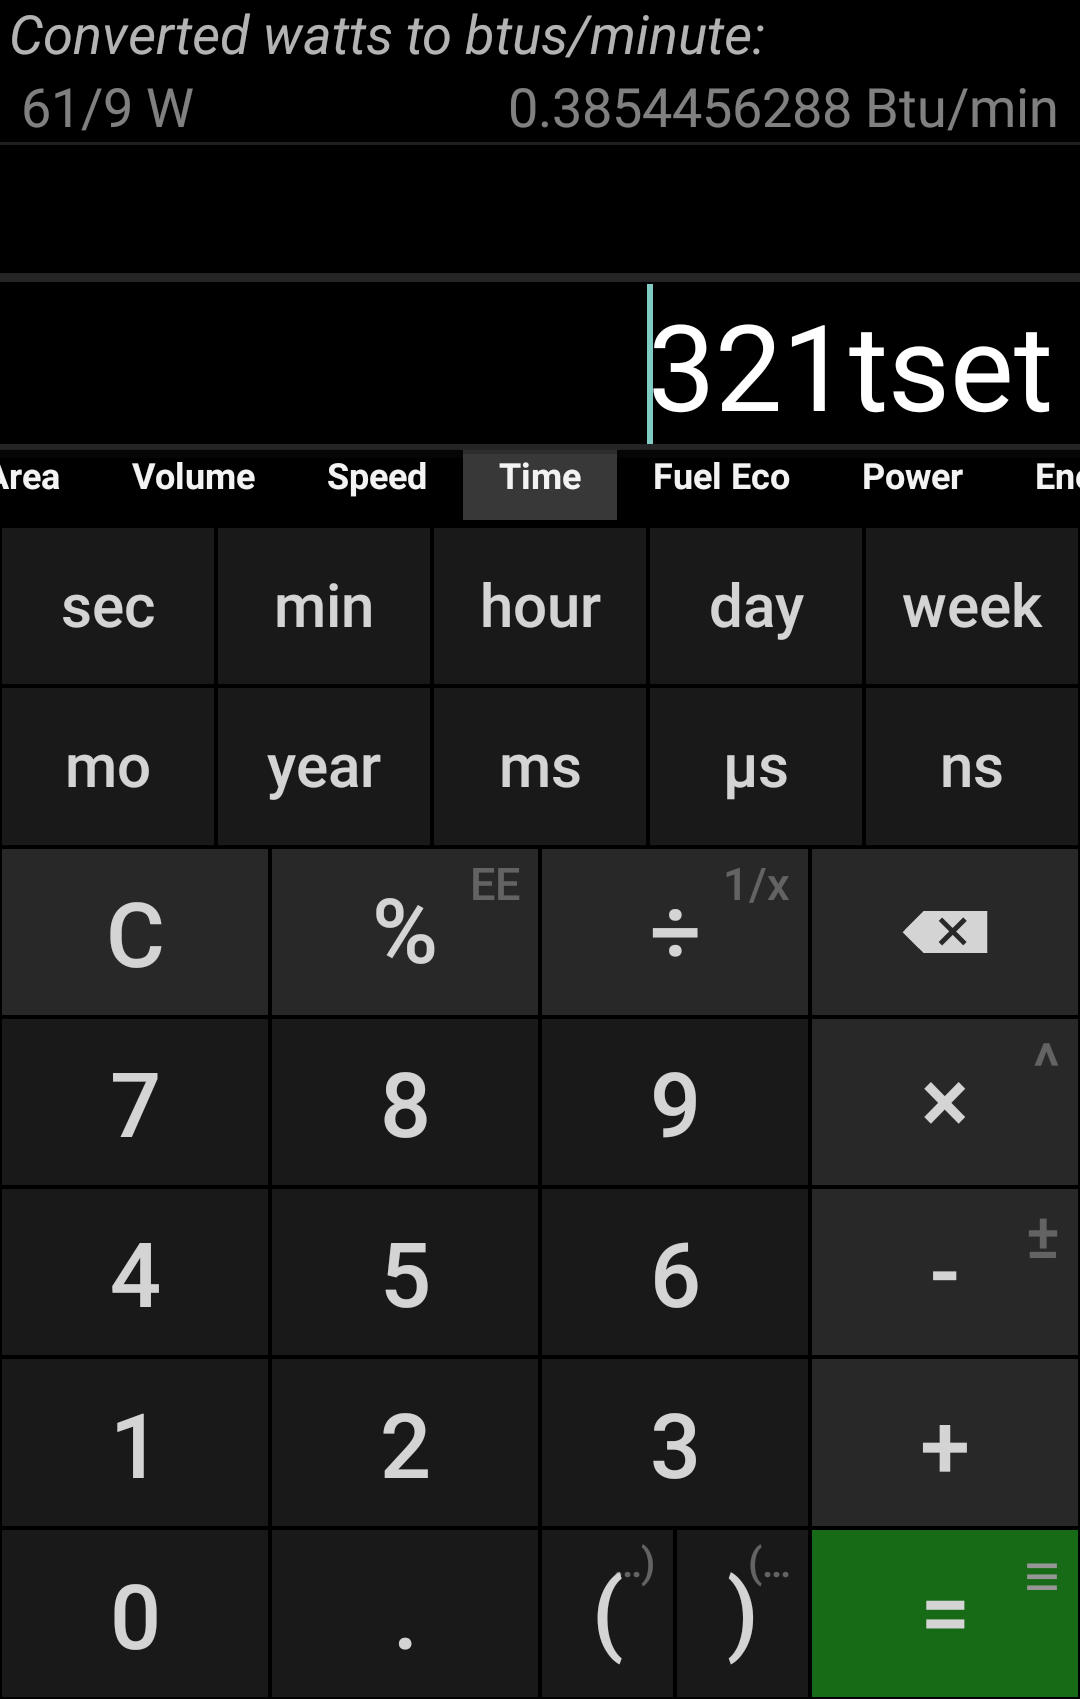 Converted watts to btus/minute:
61/9 W 0.3854456288 Btu/min
321tset
Area Volume Speed Time Fuel Eco Power
sec min hour day week
mo year ms µs ns
C % EE ÷ 1/x
7 8 9 × ^
4 5 6 - ±
1 2 3 +
0 . ( ..) ) (... = ≡